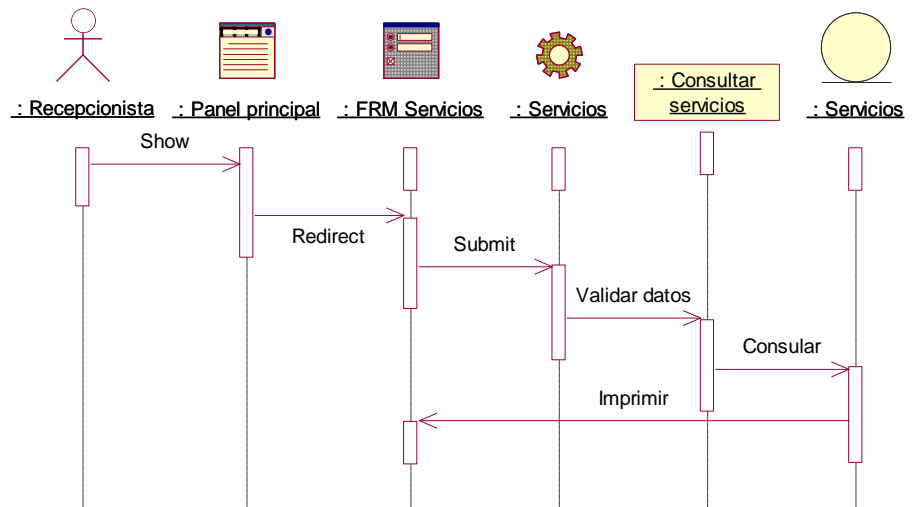 : Recepcionista
: Panel principal
: FRM Servicios
: Servicios
: Consultar
servicios
: Servicios
Show
Redirect
Submit
Validar datos
Consular
Imprimir